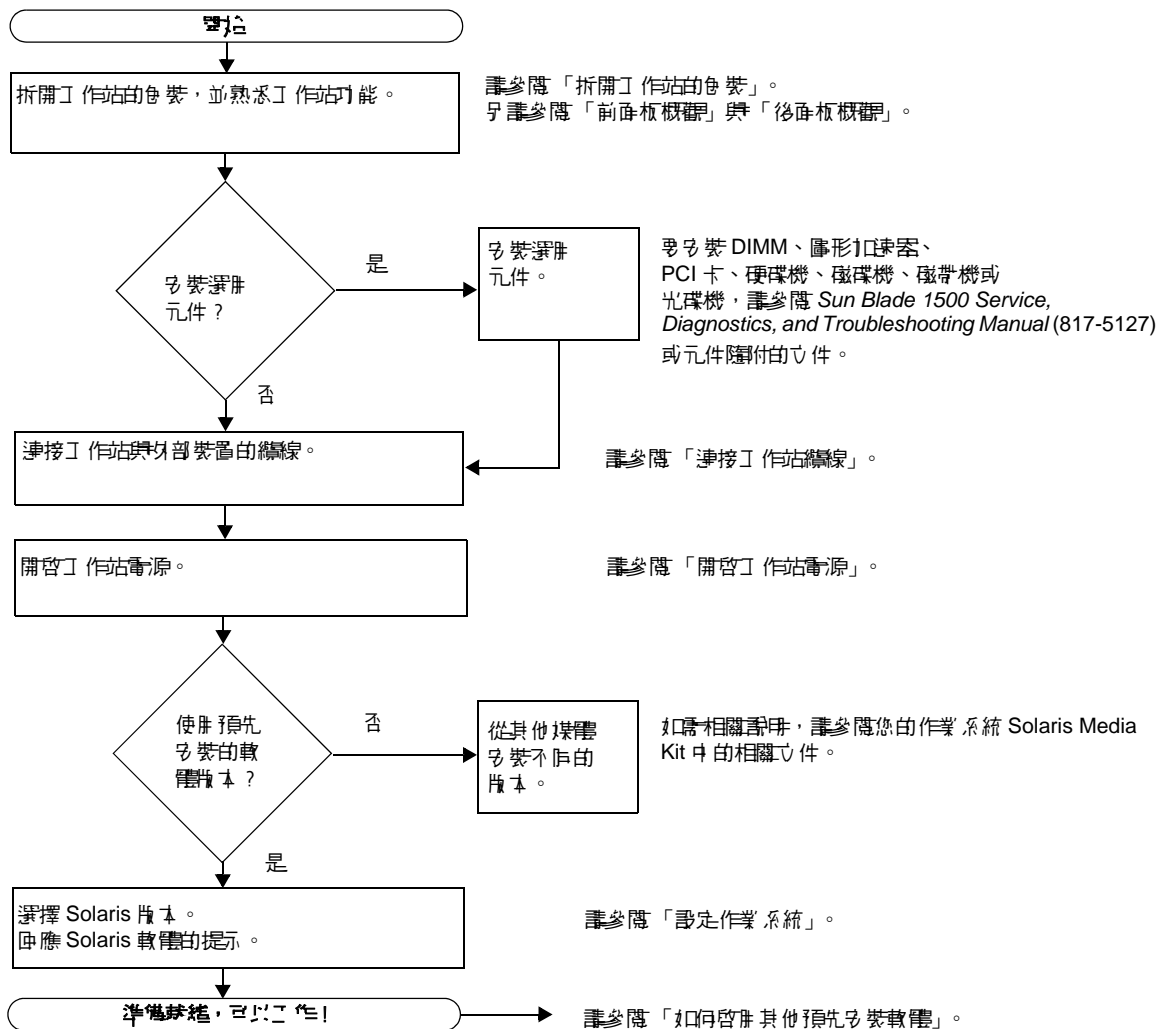 開始
拆開工作站的包裝，並熟悉工作站功能。
請參閱「拆開工作站的包裝」。
另請參閱「前面板概觀」與「後面板概觀」。
安裝選用
元件？
是
安裝選用
元件。
要安裝 DIMM、圖形加速器、
PCI 卡、硬碟機、磁碟機、磁帶機或
光碟機，請參閱 Sun Blade 1500 Service,
Diagnostics, and Troubleshooting Manual (817-5127)
或元件隨附的文件。
否
連接工作站與外部裝置的纜線。
請參閱「連接工作站纜線」。
開啟工作站電源。
請參閱「開啟工作站電源」。
使用預先
安裝的軟
體版本？
否
從其他媒體
安裝不同的
版本。
如需相關說明，請參閱您的作業系統 Solaris Media
Kit 中的相關文件。
是
選擇 Solaris 版本。
回應 Solaris 軟體的提示。
請參閱「設定作業系統」。
準備就緒，可以工作！
請參閱「如何啟用其他預先安裝軟體」。